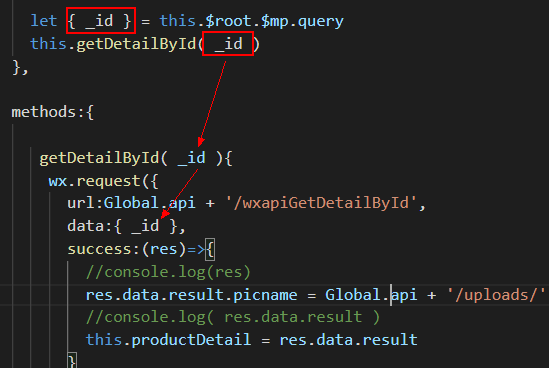 let { _id } = this.$root.$mp.query
this.getDetailById( _id )
},
methods:{
getDetailById( _id ){
wx.request({
url:Global.api + '/wxapiGetDetailById',
data:{ _id },
success:(res)=>{
//console.log(res)
res.data.result.picname = Global.api + '/uploads/'
//console.log( res.data.result )
this.productDetail = res.data.result
}